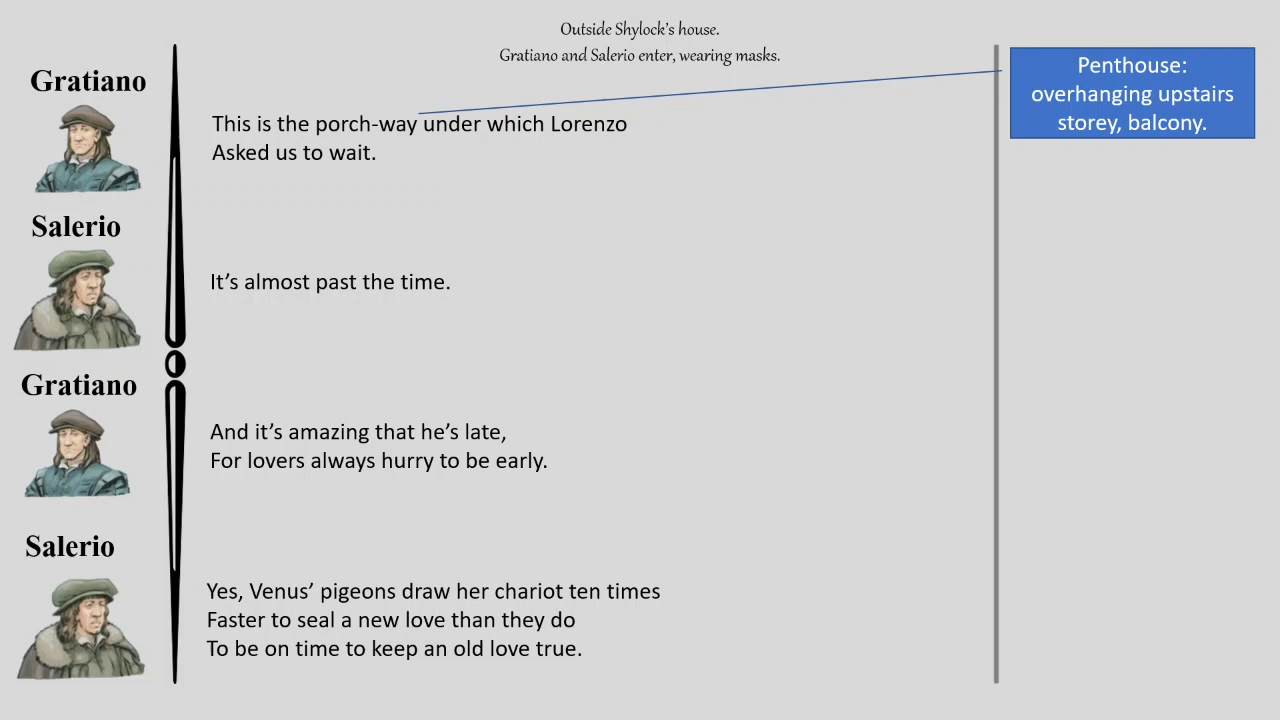 Outside Shylock's house.
Gratiano and Salerio enter, wearing masks.
Gratiano
This is the porch-way under which Lorenzo
Asked us to wait.
Penthouse:
overhanging upstairs
storey, balcony.
Salerio
It's almost past the time.
Gratiano
And it's amazing that he's late,
For lovers always hurry to be early.
Salerio
Yes, Venus' pigeons draw her chariot ten times
Faster to seal a new love than they do
To be on time to keep an old love true.